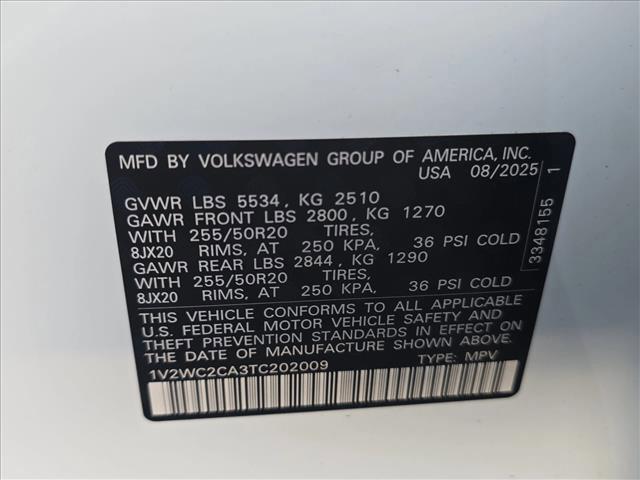 MFD BY VOLKSWAGEN GROUP OF AMERICA, INC.
USA 08/2025
GVWR LBS 5534 , KG 2510
GAWR FRONT LBS 2800 , KG 1270
WITH 255/50R20 TIRES,
8JX20 RIMS, AT 250 KPA, 36 PSI COLD
GAWR REAR LBS 2844 , KG 1290
WITH 255/50R20 TIRES,
8JX20 RIMS, AT 250 KPA, 36 PSI COLD
THIS VEHICLE CONFORMS TO ALL APPLICABLE
U.S. FEDERAL MOTOR VEHICLE SAFETY AND
THEFT PREVENTION STANDARDS IN EFFECT ON
THE DATE OF MANUFACTURE SHOWN ABOVE.
1V2WC2CA3TC202009 TYPE: MPV
3348155 1